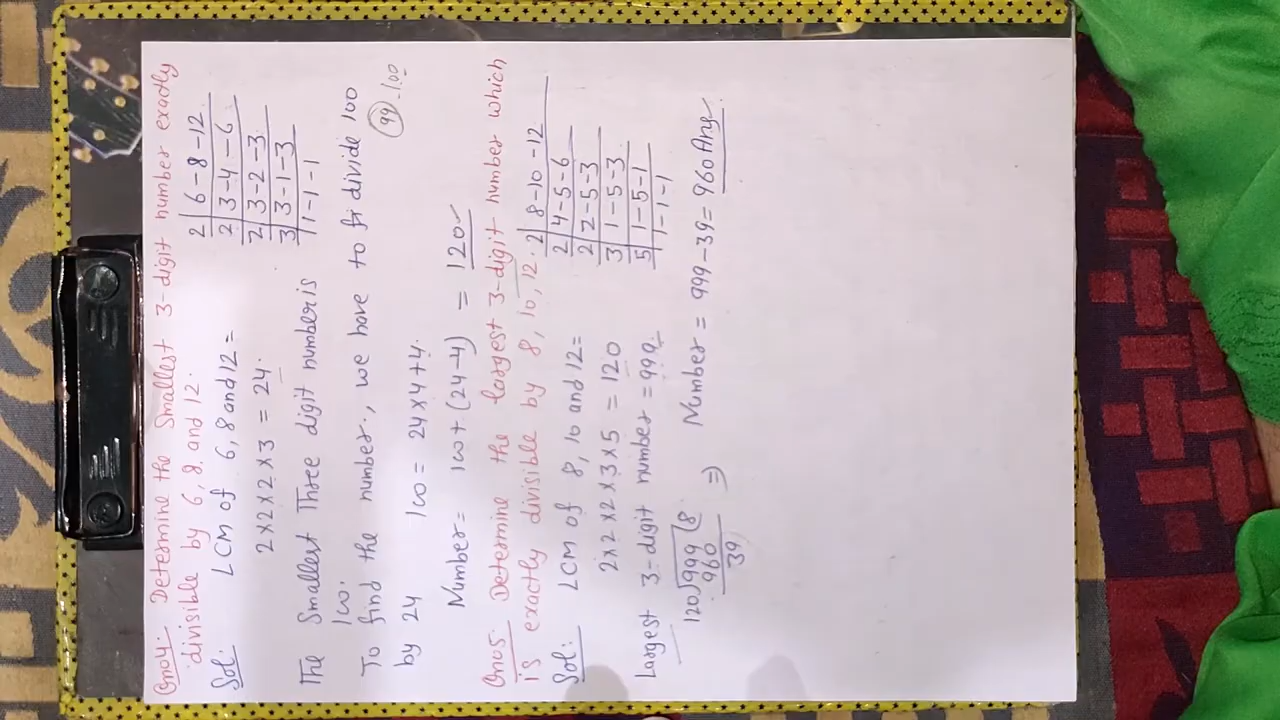 Qno4: Determine the Smallest 3-digit number exactly
divisible by 6, 8, and 12.
Sol: LCM of 6, 8 and 12 =
2 x 2 x 2 x 3 = 24.
2 | 6 - 8 - 12
2 | 3 - 4 - 6
2 | 3 - 2 - 3
3 | 3 - 1 - 3
1 - 1 - 1
The Smallest Three digit number is
100.
To find the number, we have to divide 100
by 24 100 = 24 x 4 + 4.
99 - 100
Number = 100 + (24 - 4) = 120
Qno5. Determine the largest 3-digit number which
is exactly divisible by 8, 10, 12.
Sol: LCM of 8, 10 and 12 =
2 x 2 x 2 x 3 x 5 = 120
2 | 8 - 10 - 12
2 | 4 - 5 - 6
2 | 2 - 5 - 3
3 | 1 - 5 - 3
5 | 1 - 5 - 1
1 - 1 - 1
Largest 3-digit number = 999.
120) 999 (8
960
39
=> Number = 999 - 39 = 960 Ans.